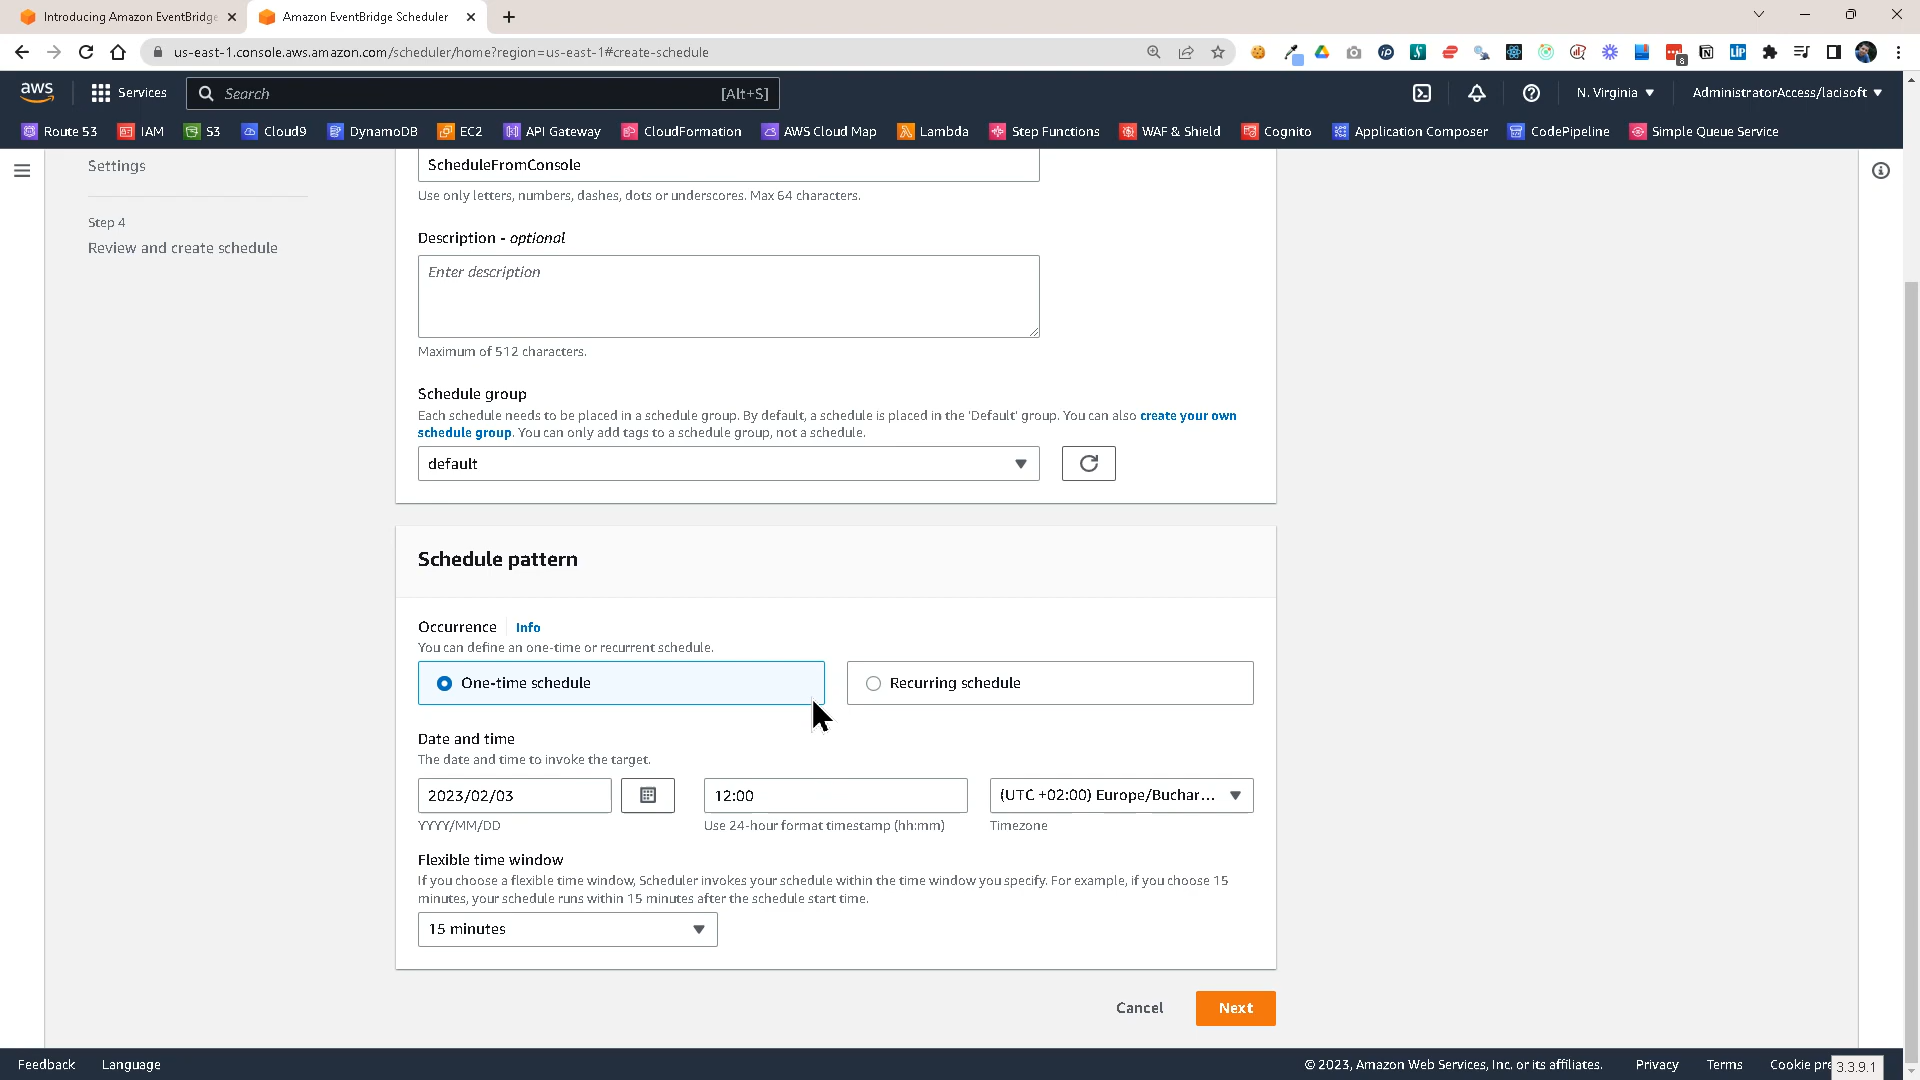 Introducing Amazon EventBridge
Amazon EventBridge Scheduler
us-east-1.console.aws.amazon.com/scheduler/home?region=us-east-1#create-schedule
8
LIP
aws
Services
Search
[Alt+S]
N. Virginia
AdministratorAccess/lacisoft
Route 53
IAM
S3
Cloud9
DynamoDB
EC2
API Gateway
CloudFormation
AWS Cloud Map
Lambda
Step Functions
WAF & Shield
Cognito
Application Composer
CodePipeline
Simple Queue Service
Settings
Step 4
Review and create schedule
ScheduleFromConsole
Use only letters, numbers, dashes, dots or underscores. Max 64 characters.
Description - optional
Enter description
Maximum of 512 characters.
Schedule group
Each schedule needs to be placed in a schedule group. By default, a schedule is placed in the 'Default' group. You can also create your own
schedule group. You can only add tags to a schedule group, not a schedule.
default
Schedule pattern
Occurrence
Info
You can define an one-time or recurrent schedule.
One-time schedule
Recurring schedule
Date and time
The date and time to invoke the target.
2023/02/03
12:00
(UTC +02:00) Europe/Buchar...
YYYY/MM/DD
Use 24-hour format timestamp (hh:mm)
Timezone
Flexible time window
If you choose a flexible time window, Scheduler invokes your schedule within the time window you specify. For example, if you choose 15
minutes, your schedule runs within 15 minutes after the schedule start time.
15 minutes
Cancel
Next
Feedback
Language
© 2023, Amazon Web Services, Inc. or its affiliates.
Privacy
Terms
Cookie pre
3.3.9.1